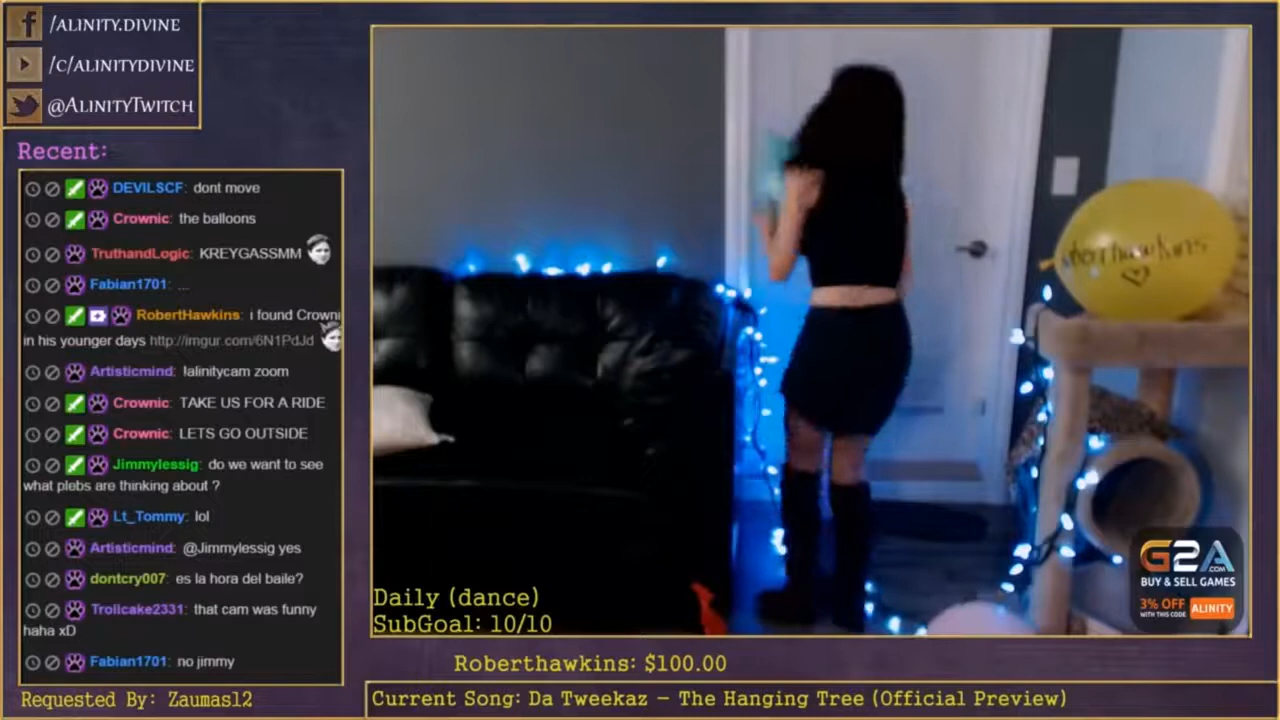 /ALINITY.DIVINE
/C/ALINITYDIVINE
@ALINITYTWITCH
Recent:
DEVILSCF: dont move
Crownic: the balloons
TruthandLogic: KREYGASSMM
Fabian1701: ...
RobertHawkins: i found Crowni
in his younger days http://imgur.com/6N1PdJd
Artisticmind: !alinitycam zoom
Crownic: TAKE US FOR A RIDE
Crownic: LETS GO OUTSIDE
Jimmylessig: do we want to see
what plebs are thinking about ?
Lt_Tommy: lol
Artisticmind: @Jimmylessig yes
dontcry007: es la hora del baile?
Trollcake2331: that cam was funny
haha xD
Fabian1701: no jimmy
Requested By: Zaumas12
G2A
.COM
BUY & SELL GAMES
3% OFF
WITH THIS CODE
ALINITY
Daily (dance)
SubGoal: 10/10
Roberthawkins: $100.00
Current Song: Da Tweekaz – The Hanging Tree (Official Preview)